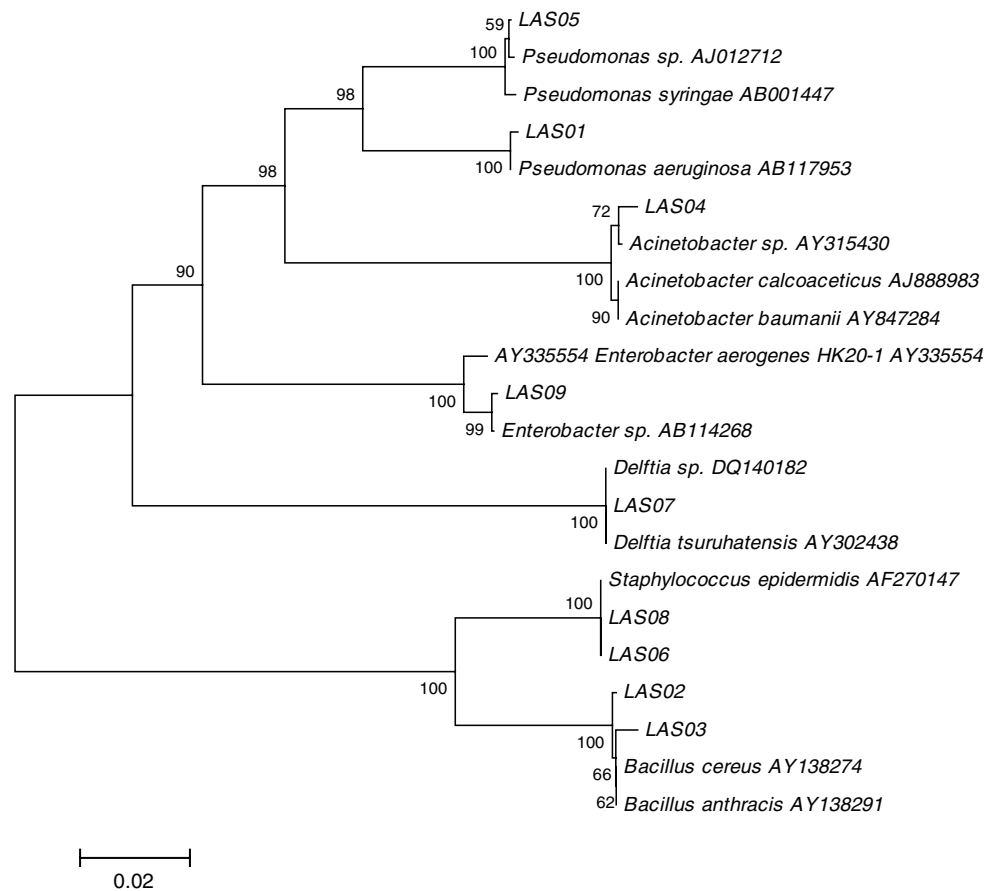 LAS05
59
100
Pseudomonas sp. AJ012712
98
Pseudomonas syringae AB001447
LAS01
98
100
Pseudomonas aeruginosa AB117953
72
LAS04
Acinetobacter sp. AY315430
90
100
Acinetobacter calcoaceticus AJ888983
90
Acinetobacter baumanii AY847284
AY335554 Enterobacter aerogenes HK20-1 AY335554
100
LAS09
99
Enterobacter sp. AB114268
Delftia sp. DQ140182
LAS07
100
Delftia tsuruhatensis AY302438
Staphylococcus epidermidis AF270147
100
LAS08
LAS06
100
LAS02
LAS03
100
Bacillus cereus AY138274
66
62
Bacillus anthracis AY138291
0.02